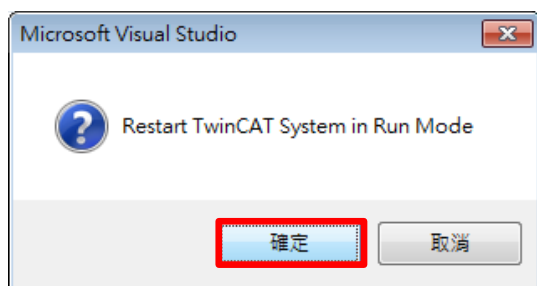 Microsoft Visual Studio
Restart TwinCAT System in Run Mode
確定
取消